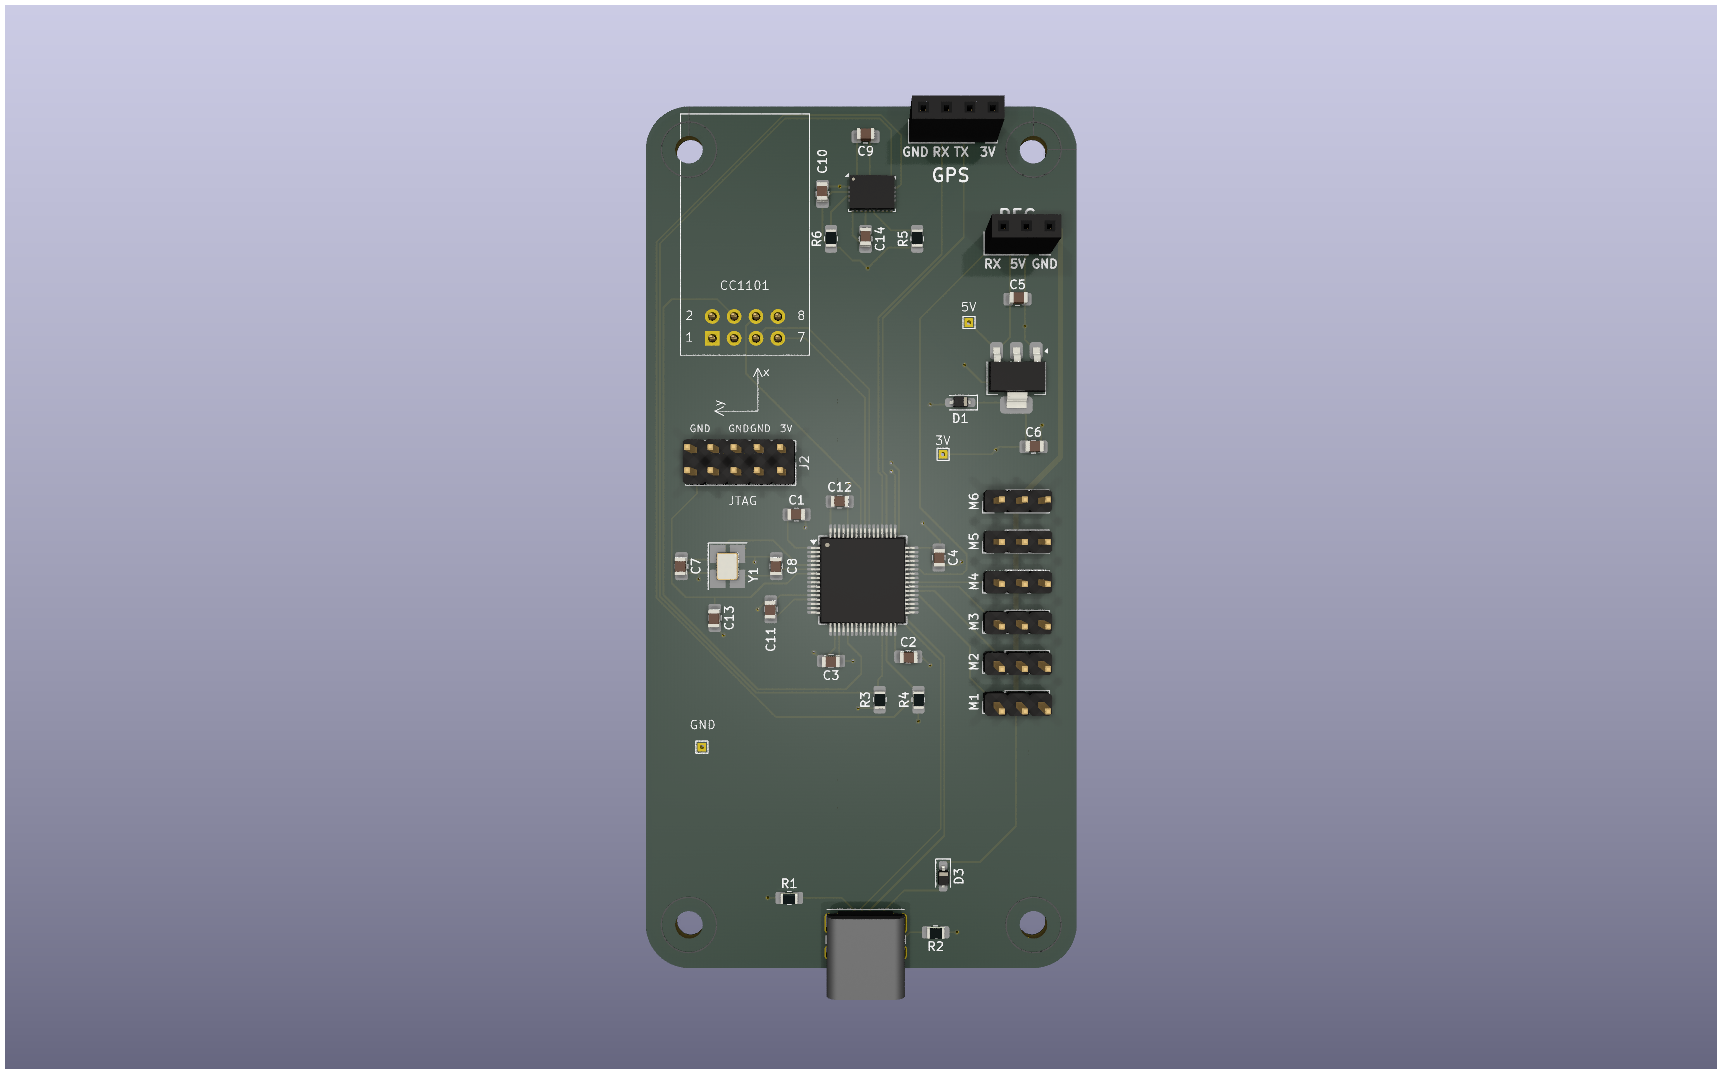 C9
C10
GND RX TX 3V
GPS
R6
C14
R5
RX 5V GND
C5
CC1101
2 8
1 7
5V
x
y
D1
GND GND GND 3V
C6
3V
J2
JTAG
C12
C1
M6
M5
C4
C7
Y1
C8
M4
C13
C11
M3
C2
M2
C3
R3
R4
M1
GND
D3
R1
R2